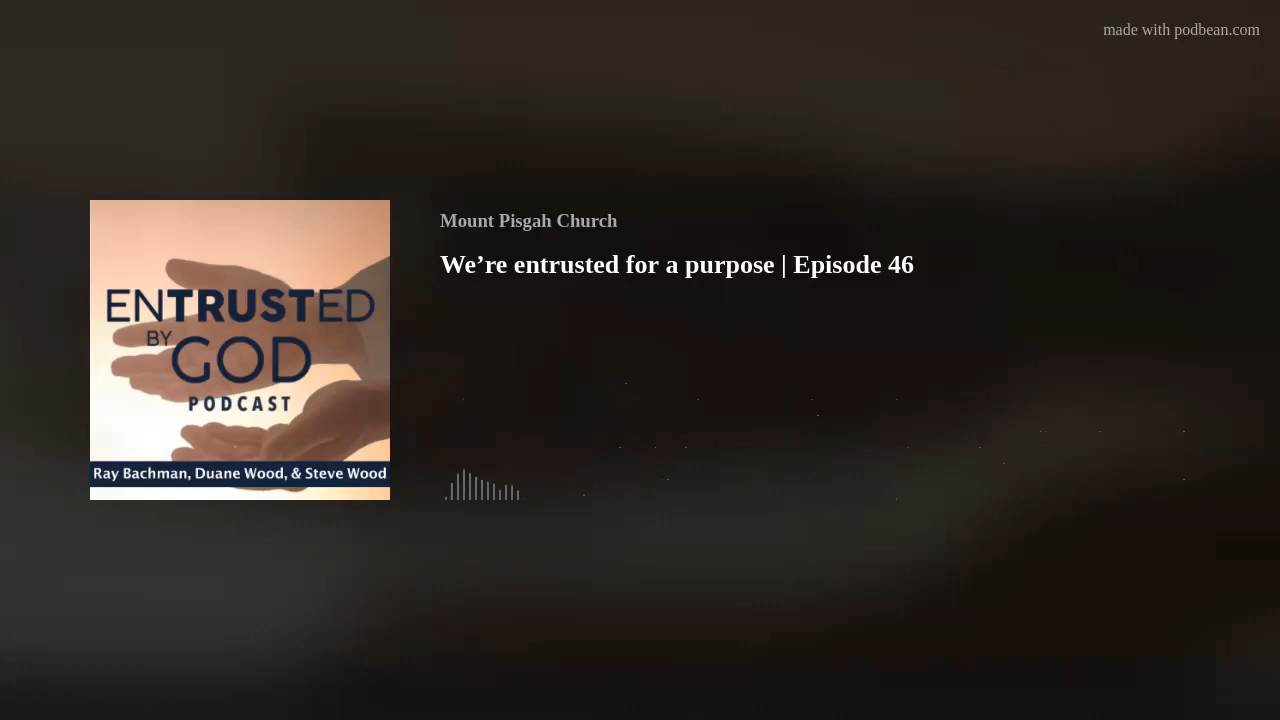 made with podbean.com
Mount Pisgah Church
We’re entrusted for a purpose | Episode 46
ENTRUSTED
BY GOD
PODCAST
Ray Bachman, Duane Wood, & Steve Wood